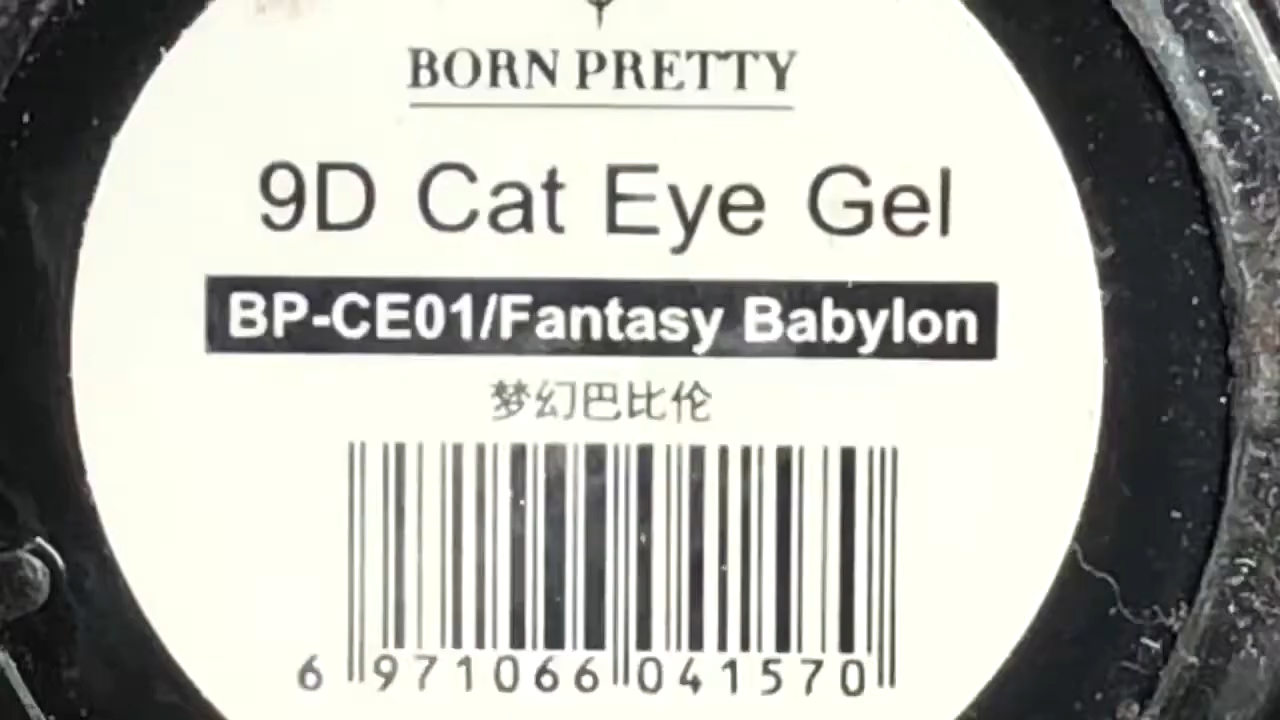 BORN PRETTY
9D Cat Eye Gel
BP-CE01/Fantasy Babylon
梦幻巴比伦
6 971066 041570